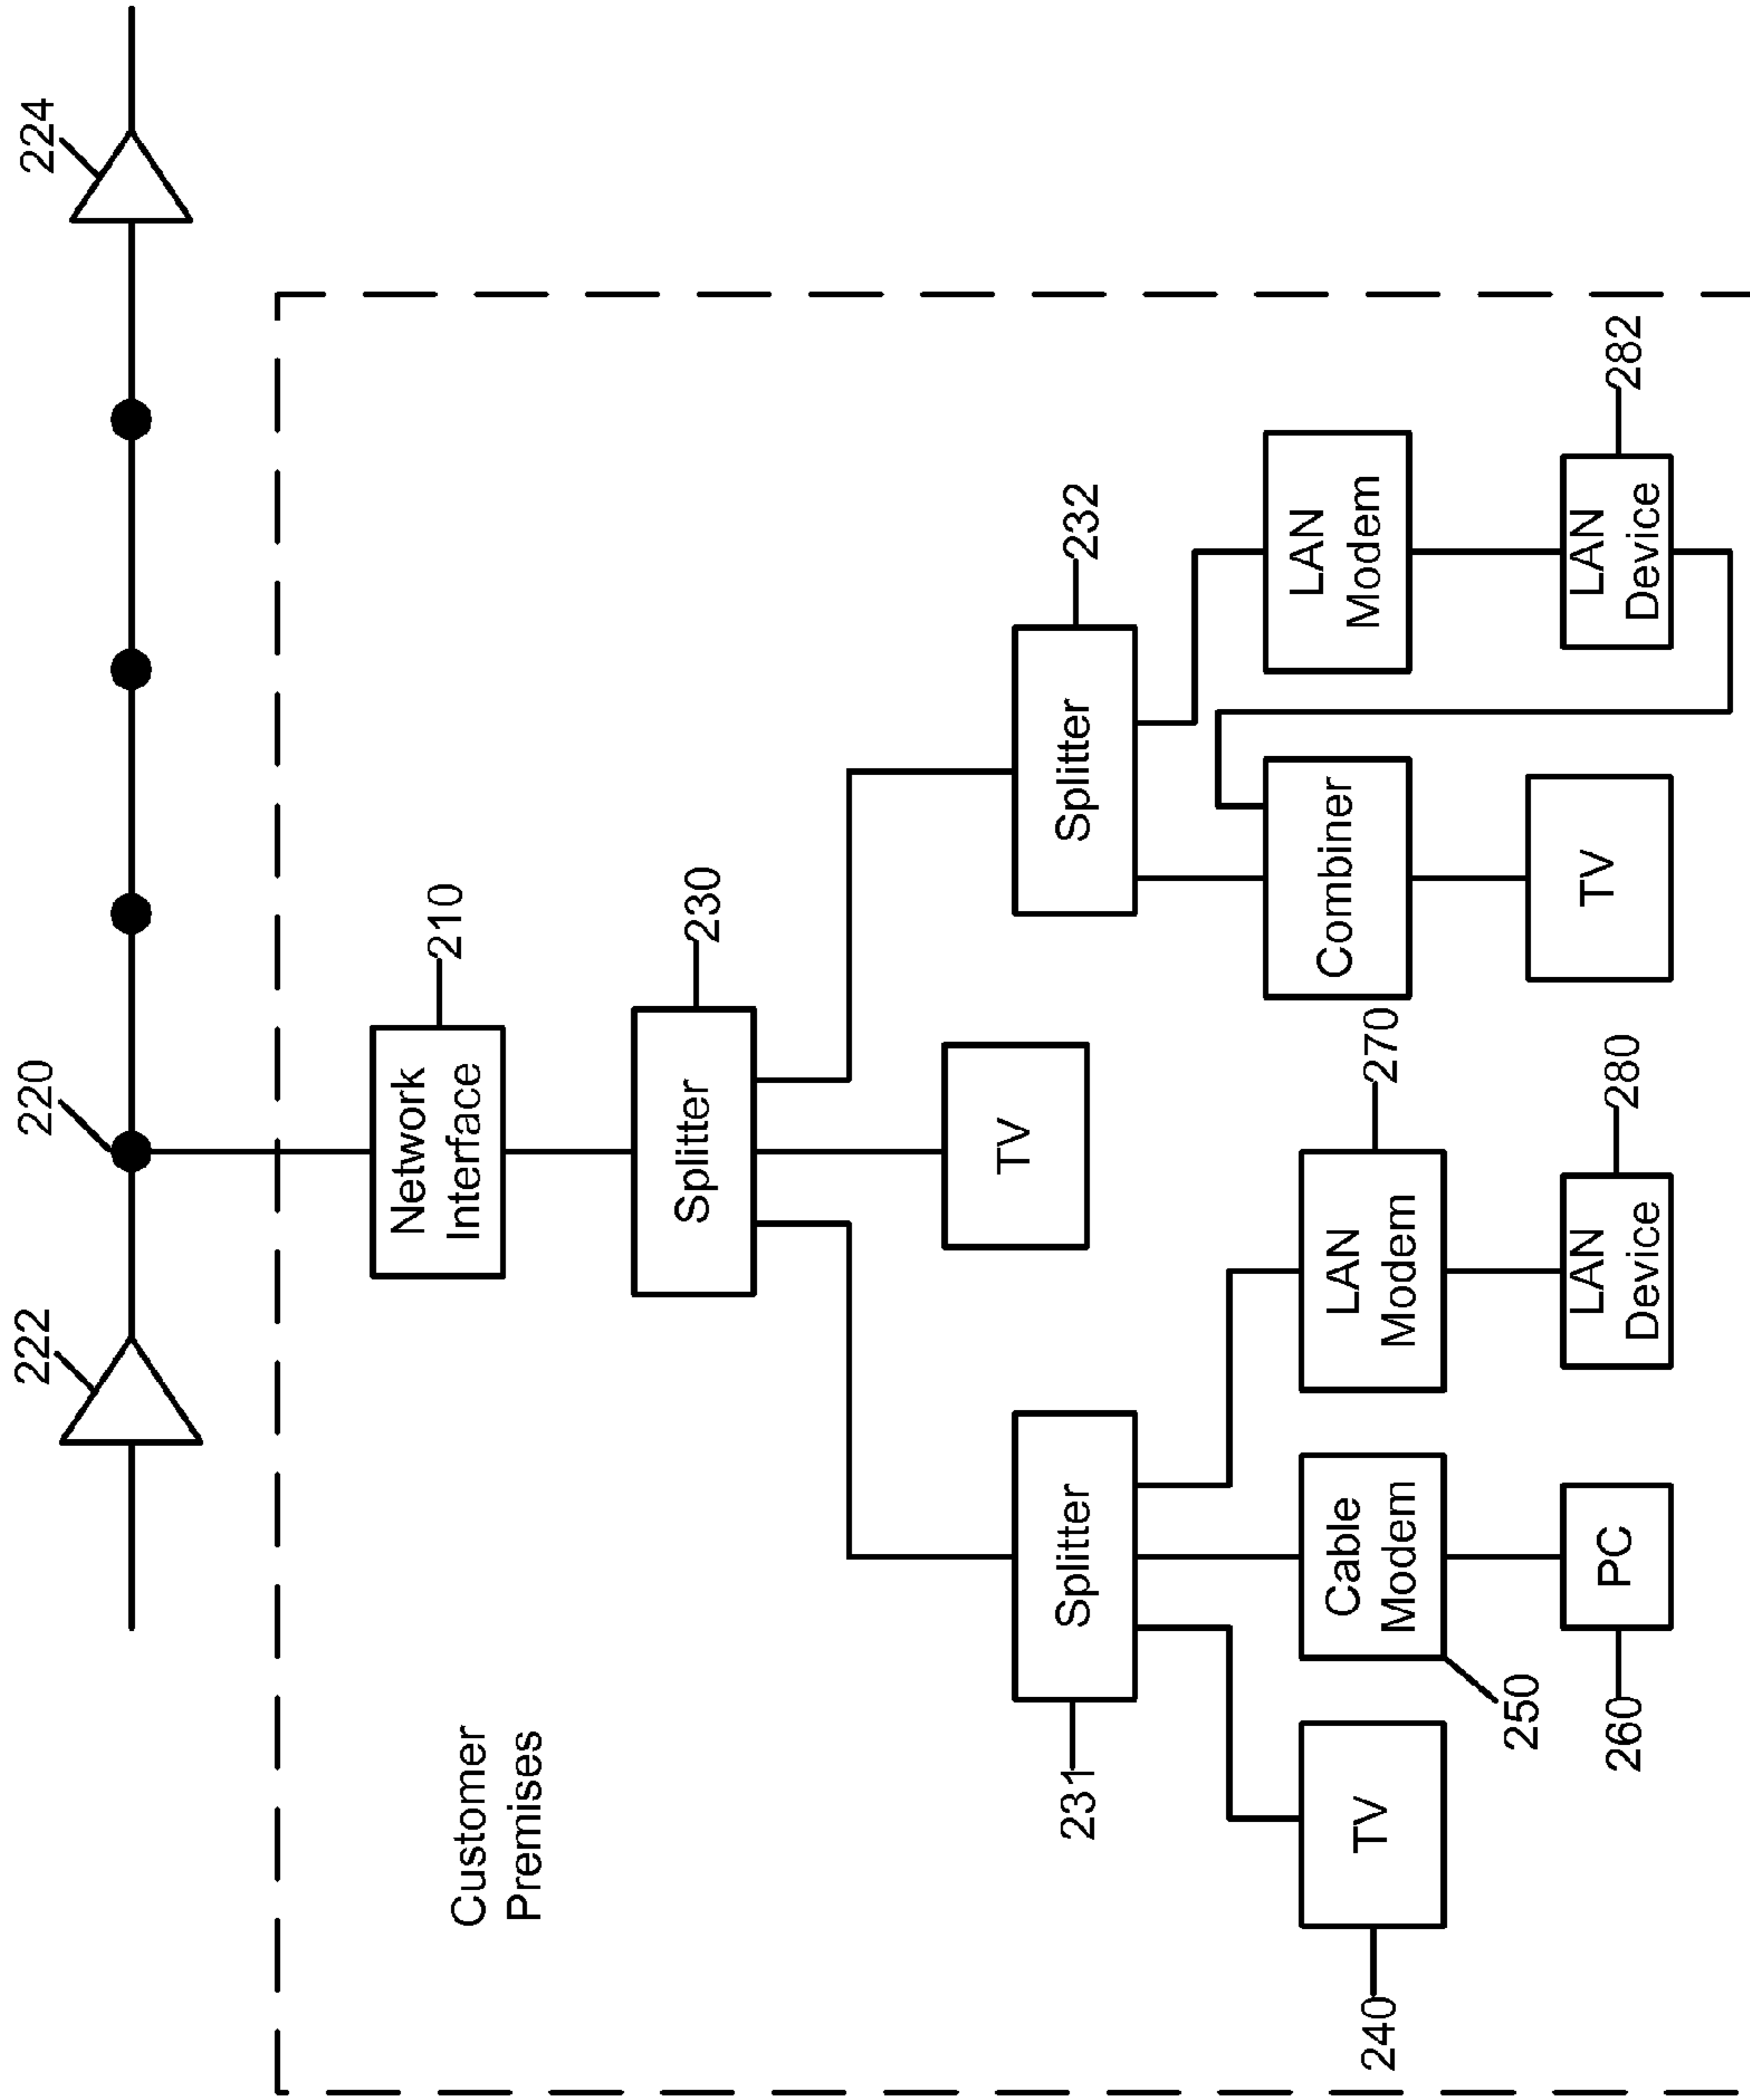 222
220
224
Customer
Premises
Network
Interface
210
Splitter
230
231
Splitter
TV
Splitter
232
240
TV
Cable
Modem
250
LAN
Modem
270
Combiner
LAN
Modem
260
PC
LAN
Device
280
TV
LAN
Device
282